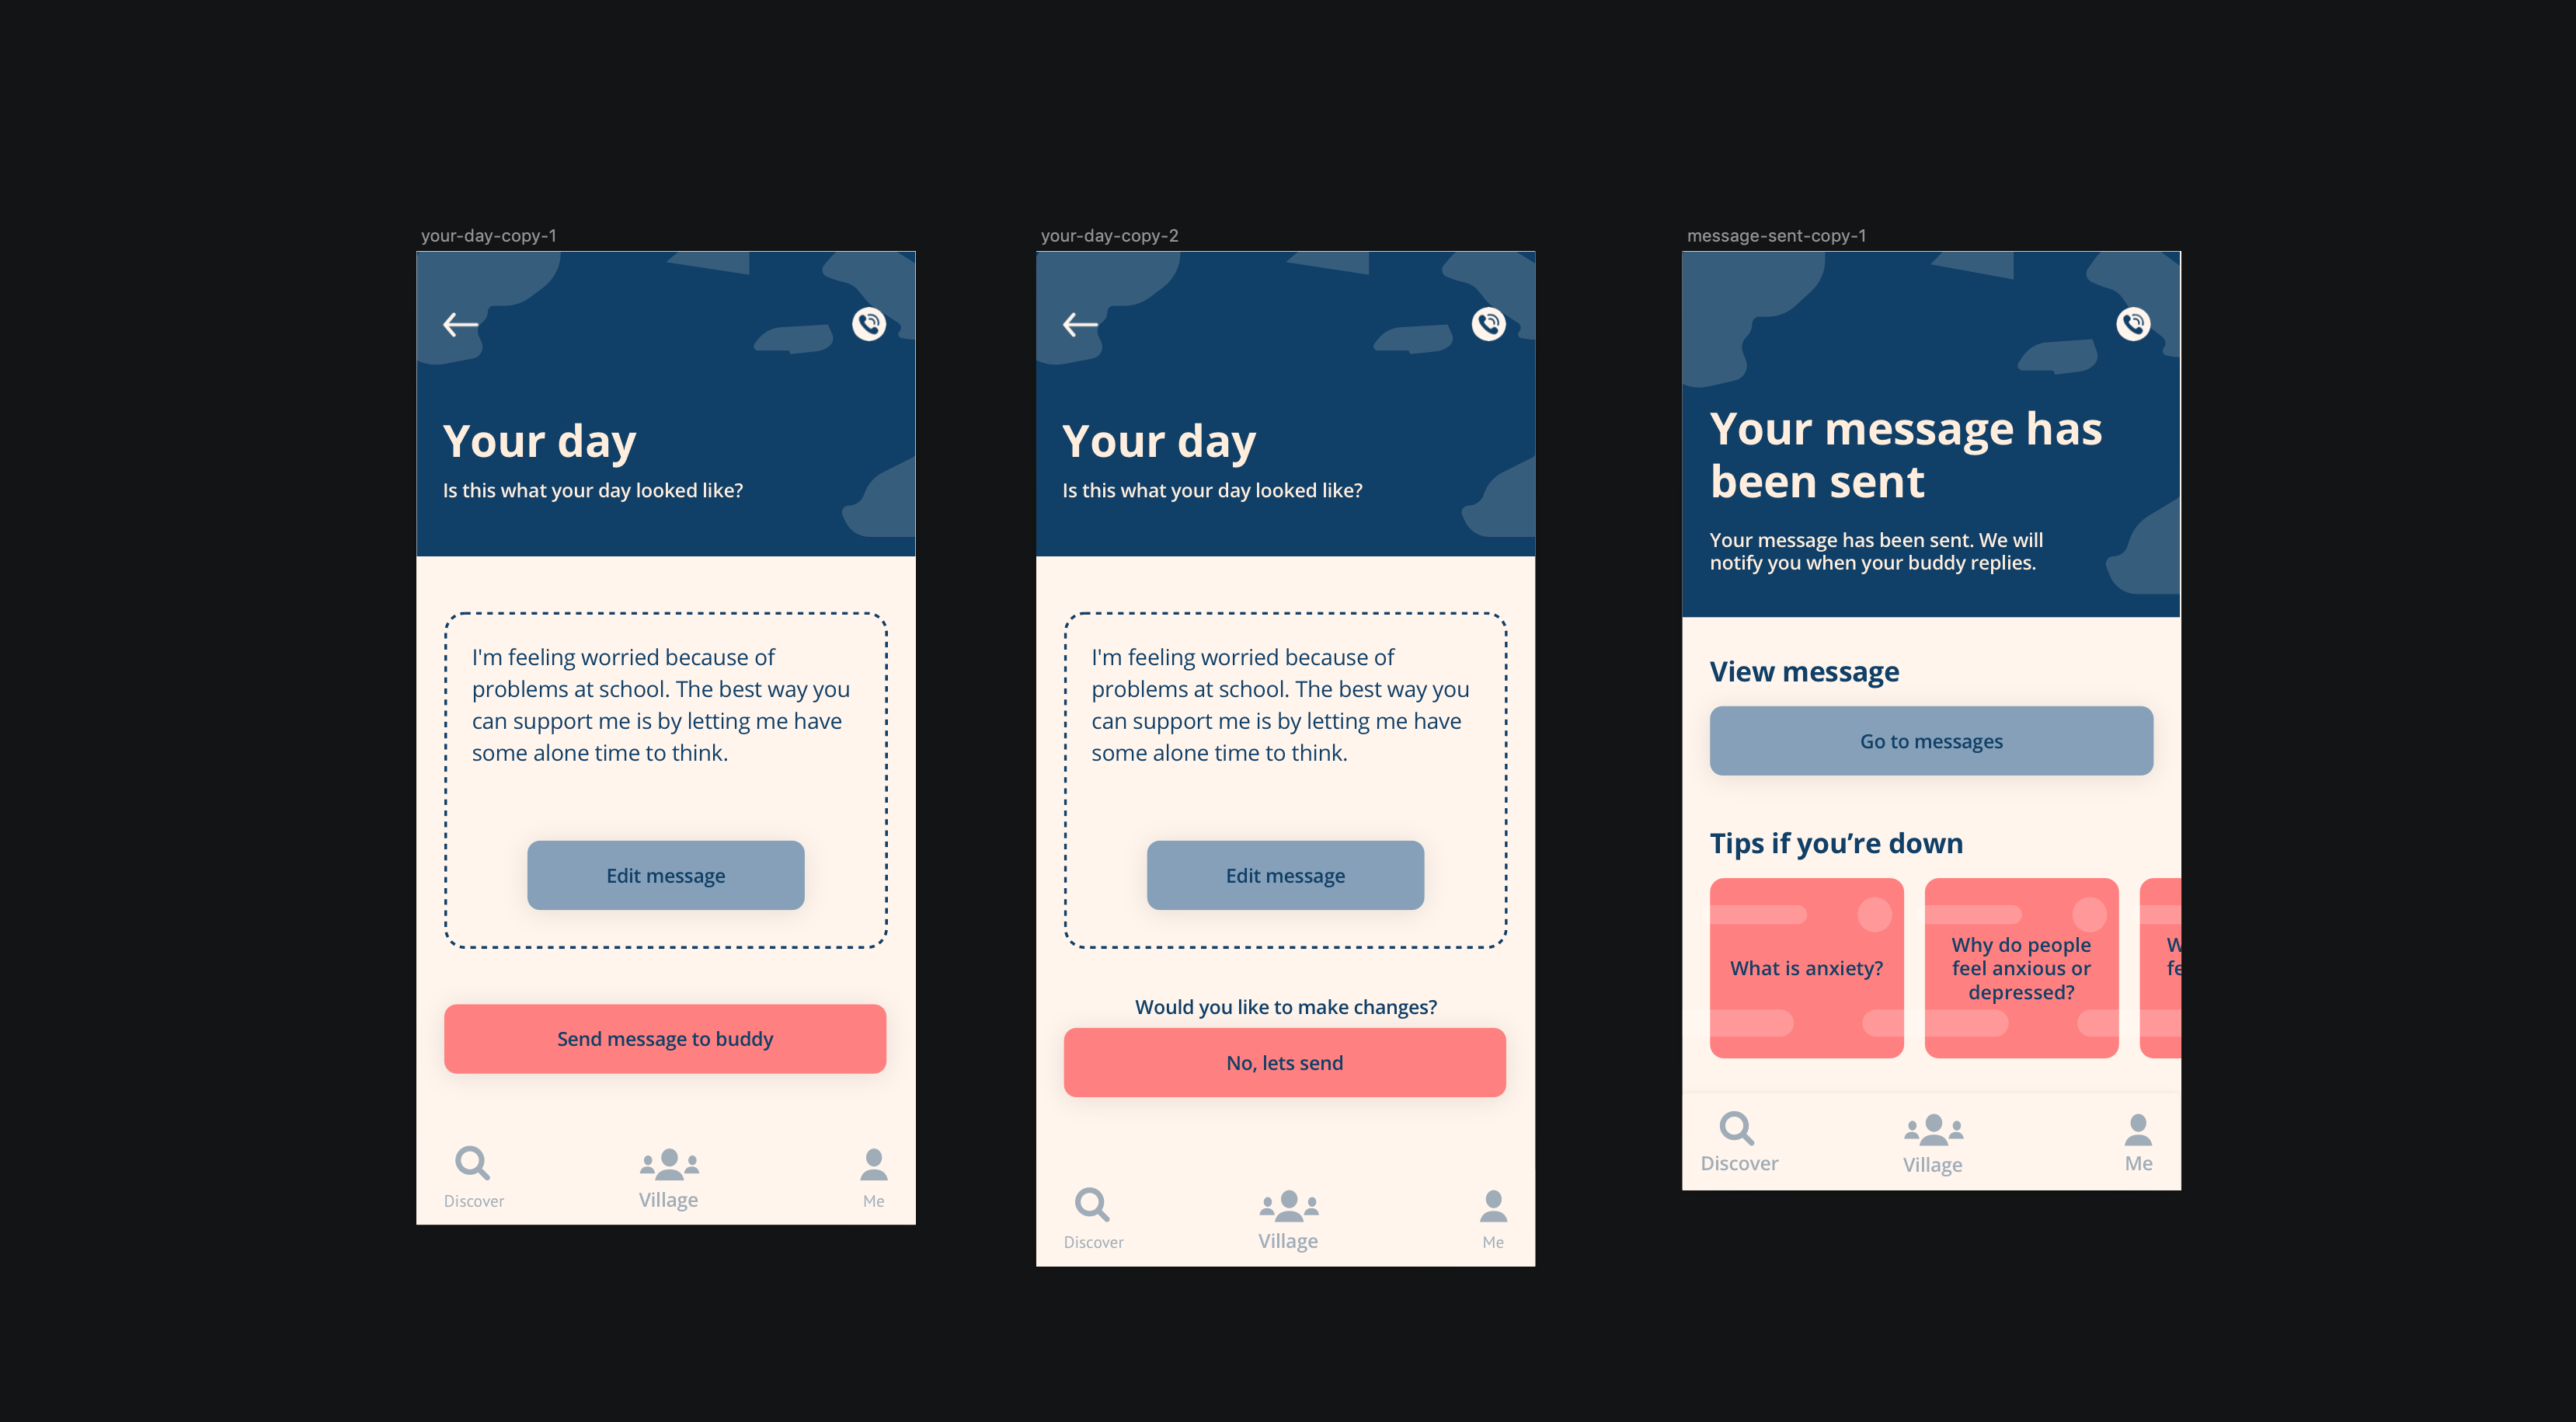 your-day-copy-1
Your day
Is this what your day looked like?
I'm feeling worried because of
problems at school. The best way you
can support me is by letting me have
some alone time to think.
Edit message
Send message to buddy
Discover
Village
Me
your-day-copy-2
Your day
Is this what your day looked like?
I'm feeling worried because of
problems at school. The best way you
can support me is by letting me have
some alone time to think.
Edit message
Would you like to make changes?
No, lets send
Discover
Village
Me
message-sent-copy-1
Your message has
been sent
Your message has been sent. We will
notify you when your buddy replies.
View message
Go to messages
Tips if you’re down
What is anxiety?
Why do people
feel anxious or
depressed?
Discover
Village
Me